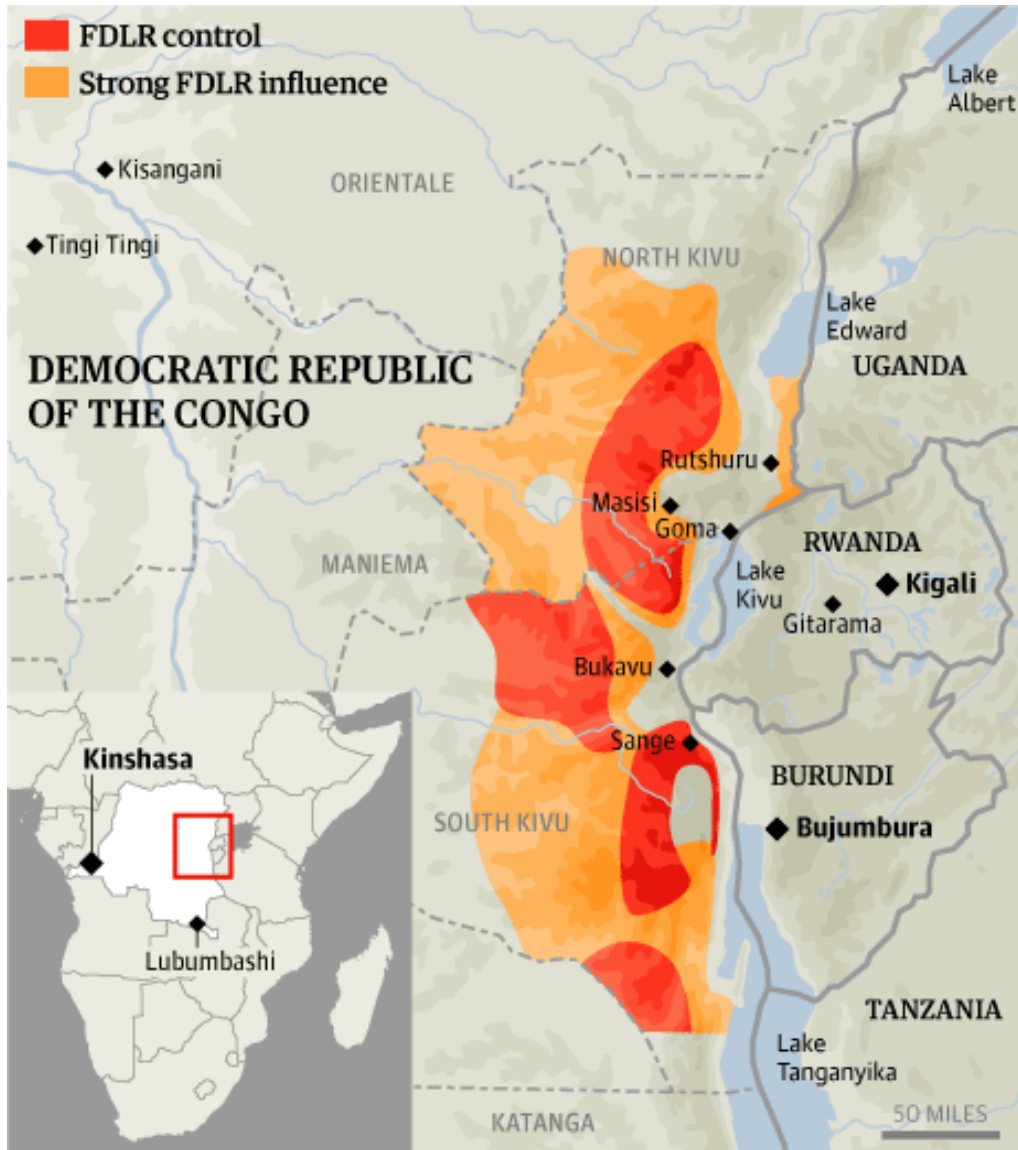 FDLR control
Strong FDLR influence
Lake
Albert
Kisangani
ORIENTALE
Tingi Tingi
NORTH KIVU
Lake
Edward
UGANDA
DEMOCRATIC REPUBLIC
OF THE CONGO
Rutshuru
Masisi
Goma
RWANDA
MANIEMA
Lake
Kivu
Kigali
Gitarama
Bukavu
Sange
Kinshasa
BURUNDI
SOUTH KIVU
Bujumbura
Lubumbashi
TANZANIA
Lake
Tanganyika
KATANGA
50 MILES